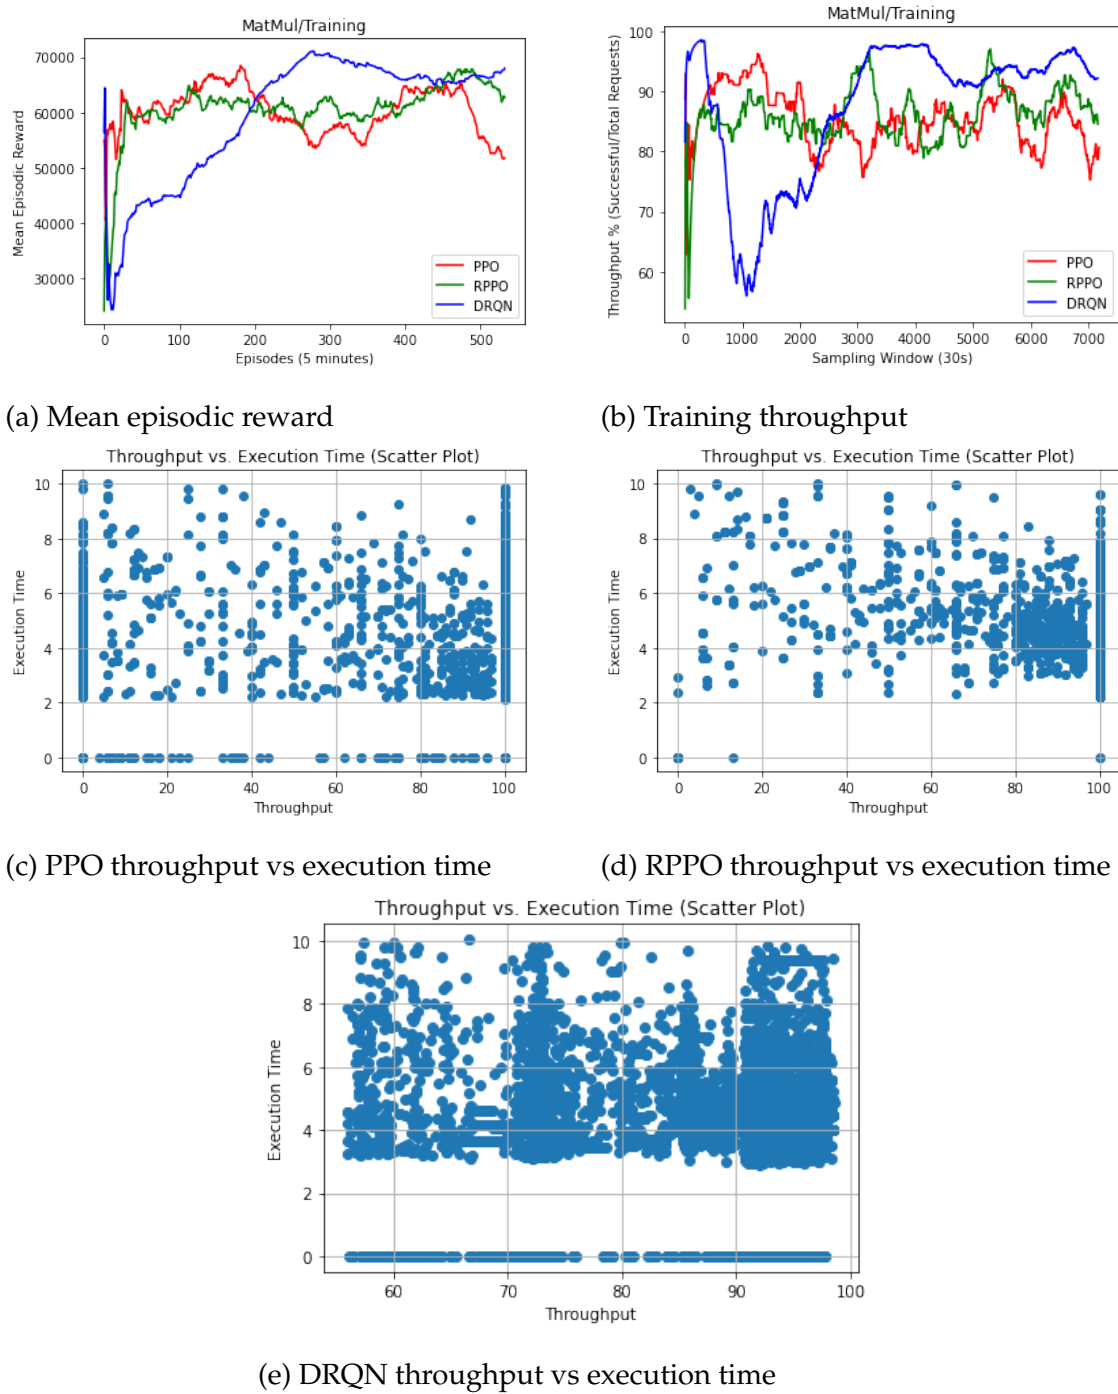 MatMul/Training
Mean Episodic Reward
70000
60000
50000
40000
30000
PPO
RPPO
DRQN
0 100 200 300 400 500
Episodes (5 minutes)
(a) Mean episodic reward
MatMul/Training
Throughput % (Successful/Total Requests)
100
90
80
70
60
PPO
RPPO
DRQN
0 1000 2000 3000 4000 5000 6000 7000
Sampling Window (30s)
(b) Training throughput
Throughput vs. Execution Time (Scatter Plot)
Execution Time
10
8
6
4
2
0
0 20 40 60 80 100
Throughput
(c) PPO throughput vs execution time
Throughput vs. Execution Time (Scatter Plot)
Execution Time
10
8
6
4
2
0
0 20 40 60 80 100
Throughput
(d) RPPO throughput vs execution time
Throughput vs. Execution Time (Scatter Plot)
Execution Time
10
8
6
4
2
0
60 70 80 90 100
Throughput
(e) DRQN throughput vs execution time